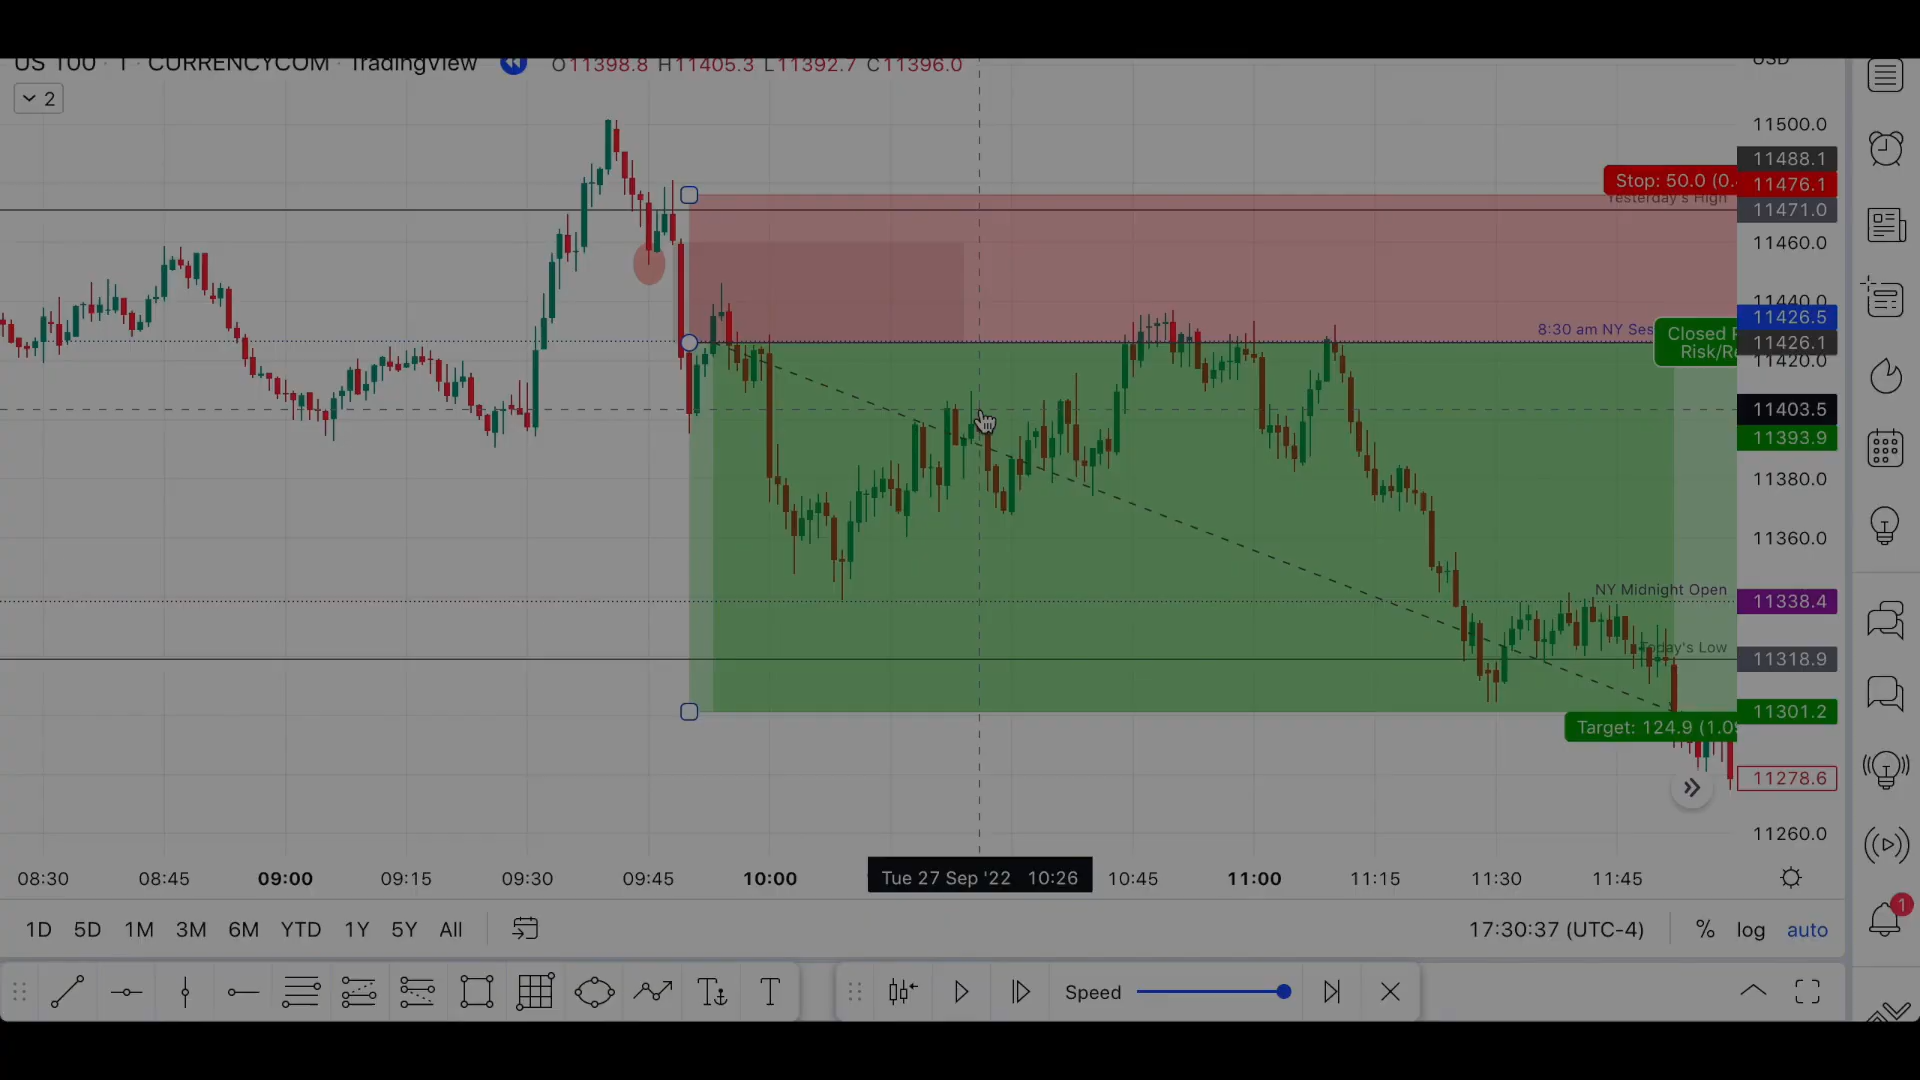 US 100 · 1 · CURRENCYCOM · TradingView O11398.8 H11405.3 L11392.7 C11396.0
USD
2
11500.0
11488.1
Stop: 50.0 (0.
11476.1
Yesterday's High
11471.0
11460.0
11440.0
11426.5
8:30 am NY Ses
Closed
11426.1
Risk/R
11420.0
11403.5
11393.9
11380.0
11360.0
NY Midnight Open
11338.4
Today's Low
11318.9
11301.2
Target: 124.9 (1.0
11278.6
11260.0
08:30 08:45 09:00 09:15 09:30 09:45 10:00 Tue 27 Sep '22 10:26 10:45 11:00 11:15 11:30 11:45
1D 5D 1M 3M 6M YTD 1Y 5Y All 17:30:37 (UTC-4) % log auto
1
T Speed